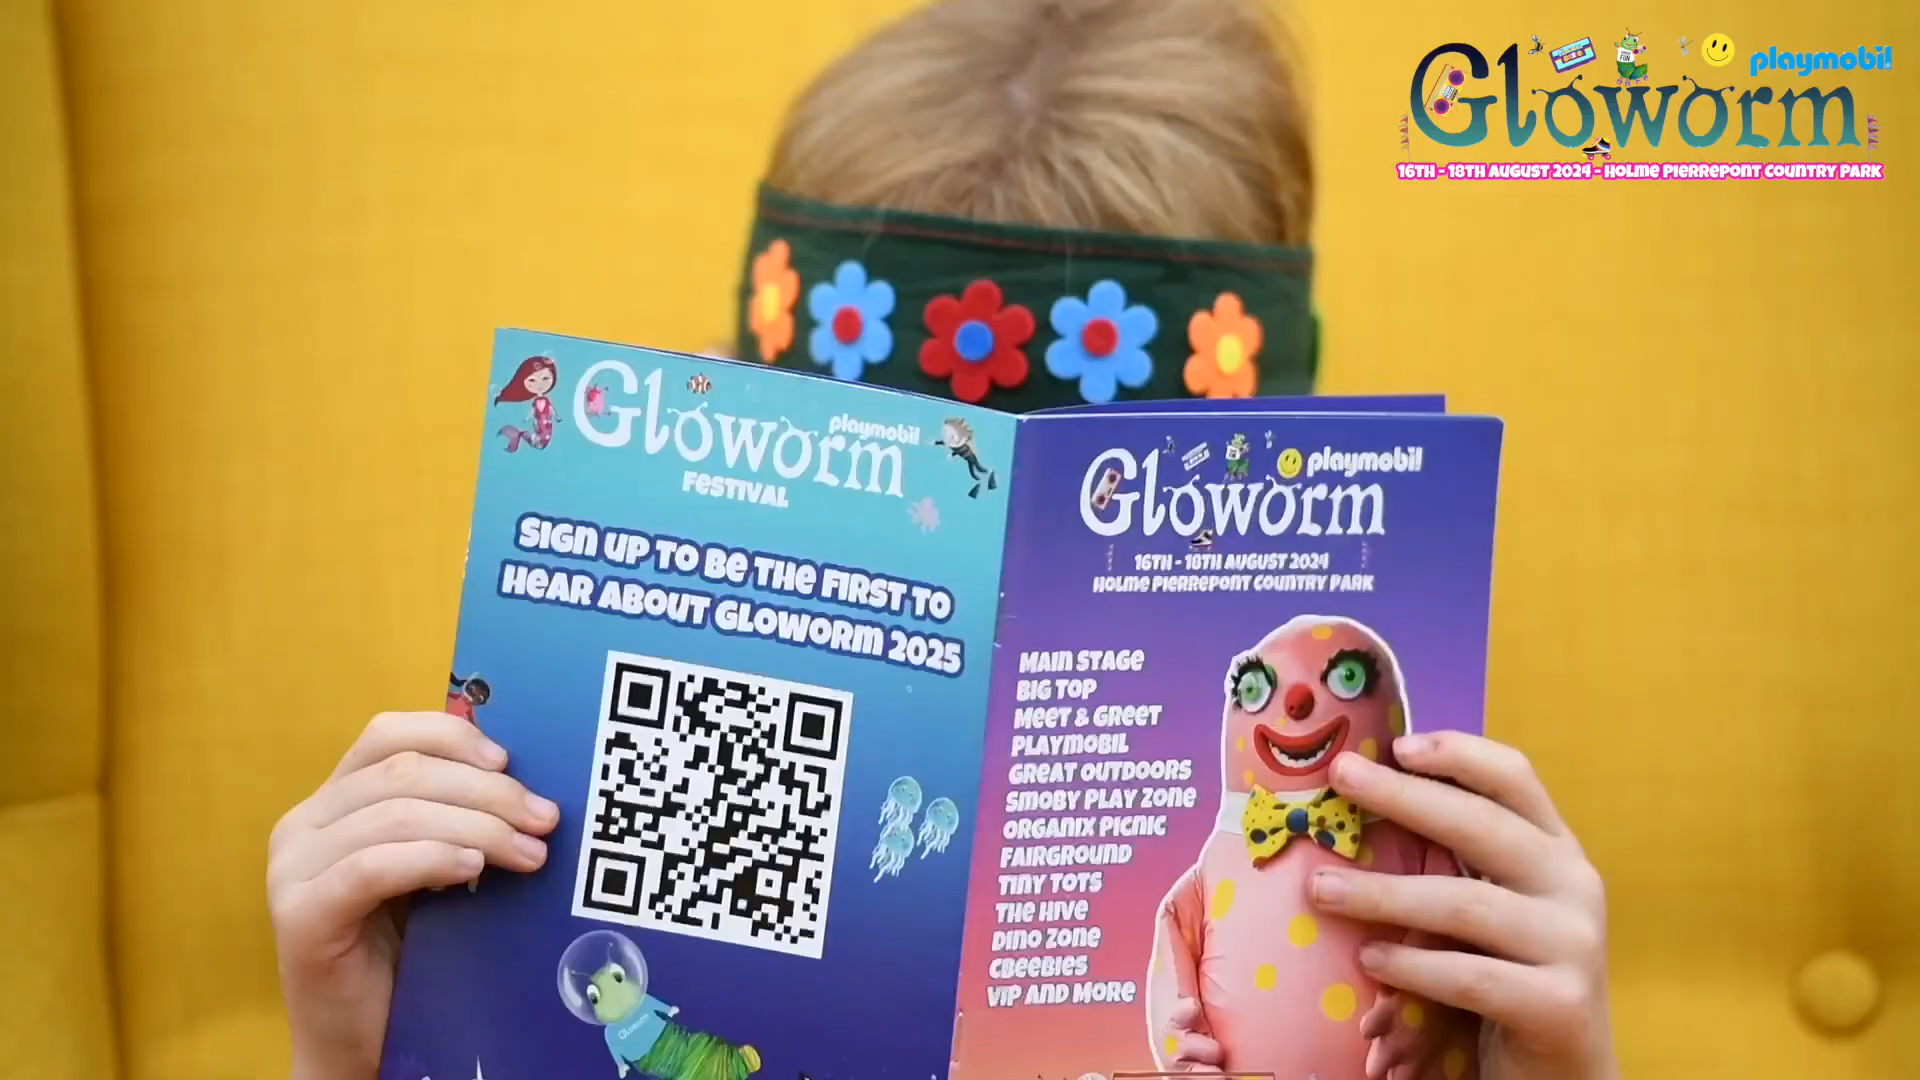 Gloworm
playmobil
16TH - 18TH AUGUST 2024 - HOLME PIERREPONT COUNTRY PARK
Gloworm
playmobil
FESTIVAL
SIGN UP TO BE THE FIRST TO
HEAR ABOUT GLOWORM 2025
Gloworm
Gloworm
playmobil
16TH - 18TH AUGUST 2024
HOLME PIERREPONT COUNTRY PARK
MAIN STAGE
BIG TOP
MEET & GREET
PLAYMOBIL
GREAT OUTDOORS
SMOBY PLAY ZONE
ORGANIX PICNIC
FAIRGROUND
TINY TOTS
THE HIVE
DINO ZONE
CBEEBIES
VIP AND MORE